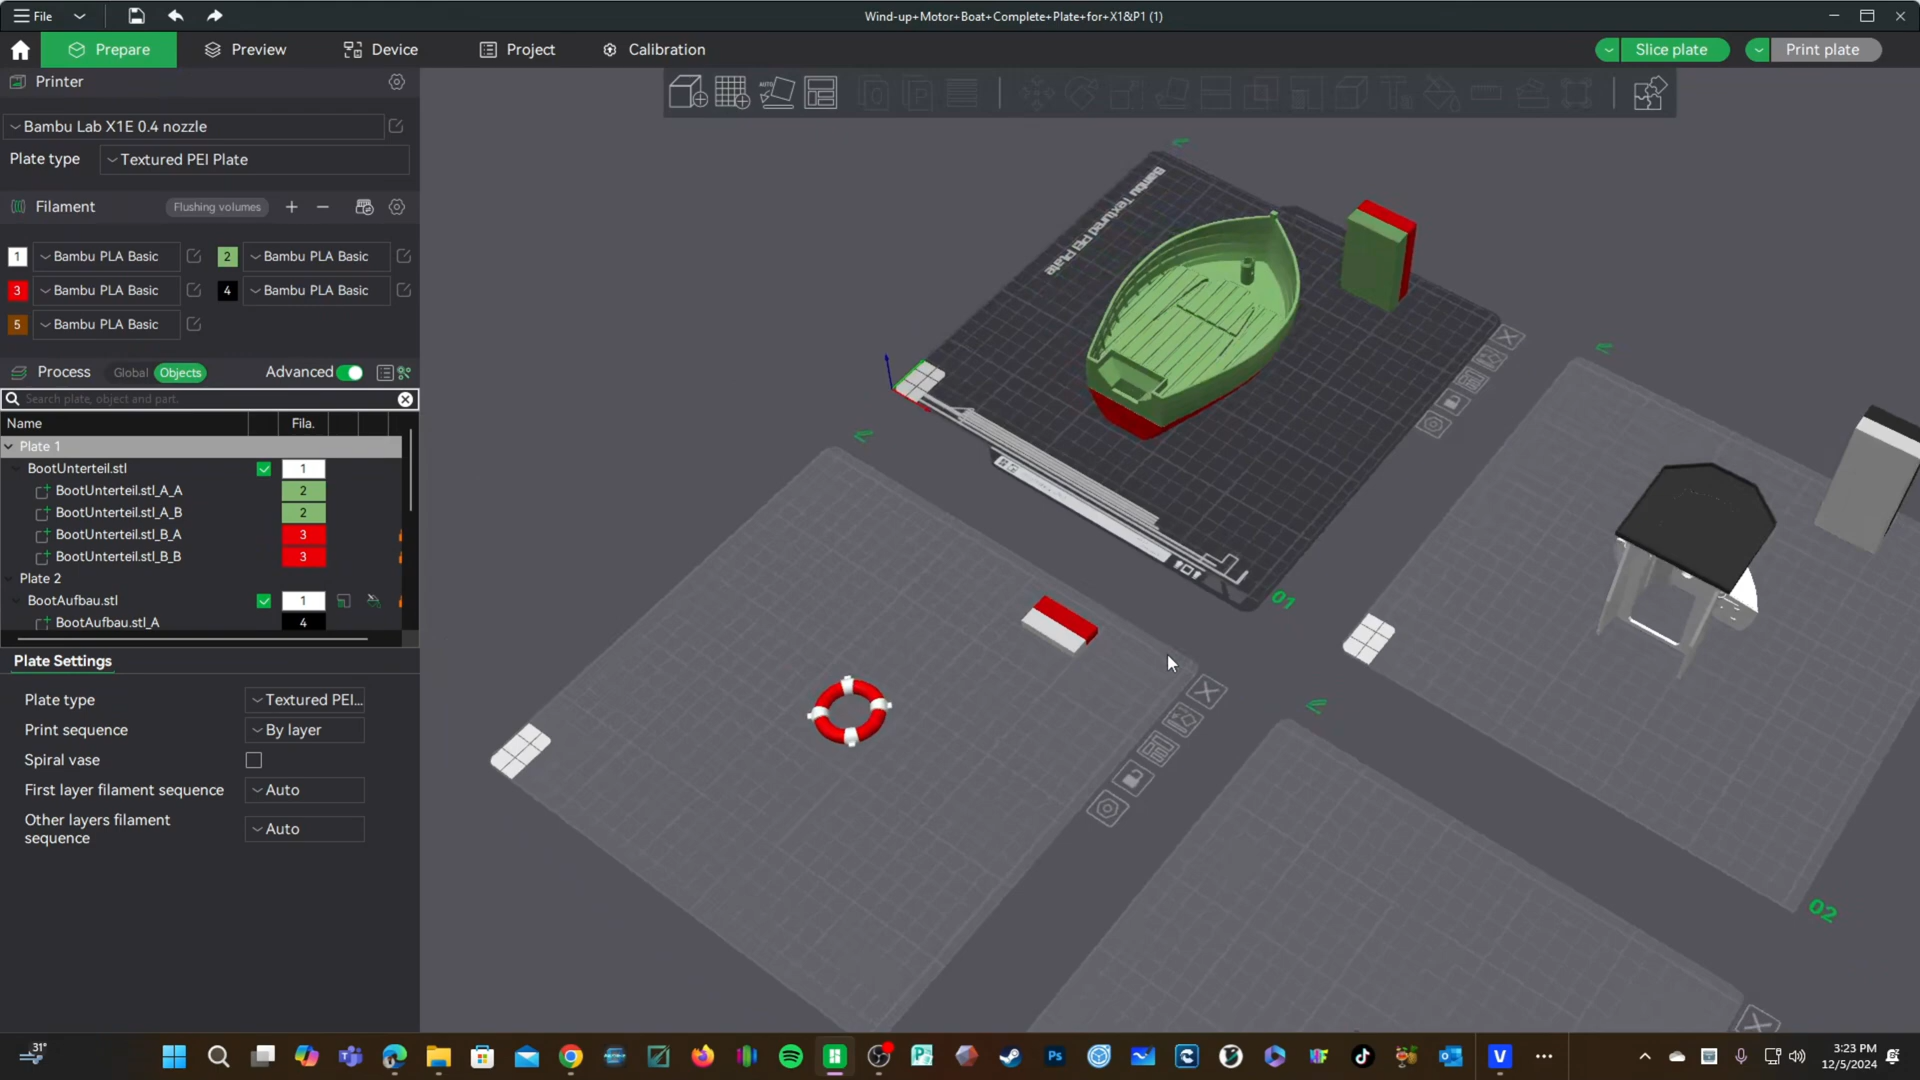 File
Wind-up+Motor+Boat+Complete+Plate+for+X1&P1 (1)
Prepare
Preview
Device
Project
Calibration
Slice plate
Print plate
Printer
Bambu Lab X1E 0.4 nozzle
Plate type
Textured PEI Plate
Filament
Flushing volumes
1
Bambu PLA Basic
2
Bambu PLA Basic
3
Bambu PLA Basic
4
Bambu PLA Basic
5
Bambu PLA Basic
Process
Global
Objects
Advanced
Search plate, object and part.
Name
Fila.
Plate 1
BootUnterteil.stl
1
BootUnterteil.stl_A_A
2
BootUnterteil.stl_A_B
2
BootUnterteil.stl_B_A
3
BootUnterteil.stl_B_B
3
Plate 2
BootAufbau.stl
1
BootAufbau.stl_A
4
Plate Settings
Plate type
Textured PEI...
Print sequence
By layer
Spiral vase
First layer filament sequence
Auto
Other layers filament
sequence
Auto
AUTO
Bambu Textured PEI Plate
01
02
31°
3:23 PM
12/5/2024